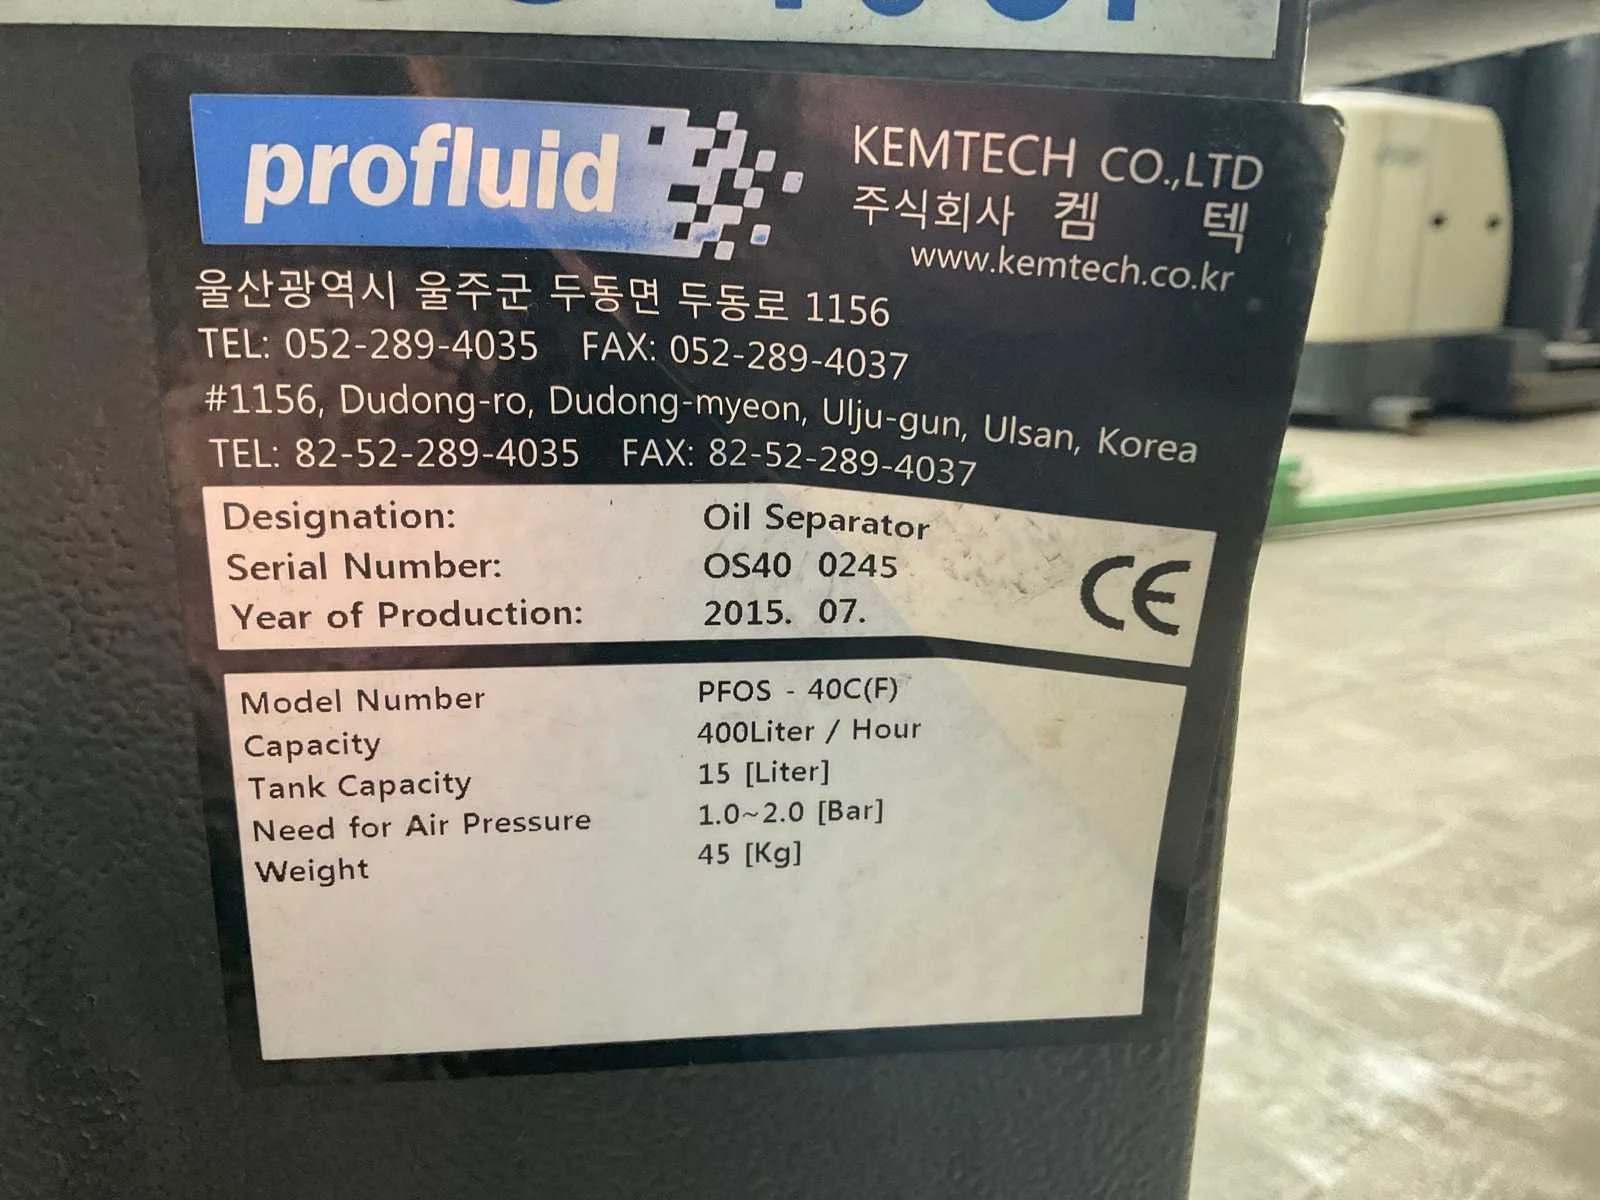 profluid
KEMTECH CO.,LTD
주식회사 켐 텍
www.kemtech.co.kr
울산광역시 울주군 두동면 두동로 1156
TEL: 052-289-4035 FAX: 052-289-4037
#1156, Dudong-ro, Dudong-myeon, Ulju-gun, Ulsan, Korea
TEL: 82-52-289-4035 FAX: 82-52-289-4037
Designation: Oil Separator
Serial Number: OS40 0245
Year of Production: 2015. 07.
CE
Model Number PFOS - 40C(F)
Capacity 400Liter / Hour
Tank Capacity 15 [Liter]
Need for Air Pressure 1.0~2.0 [Bar]
Weight 45 [Kg]